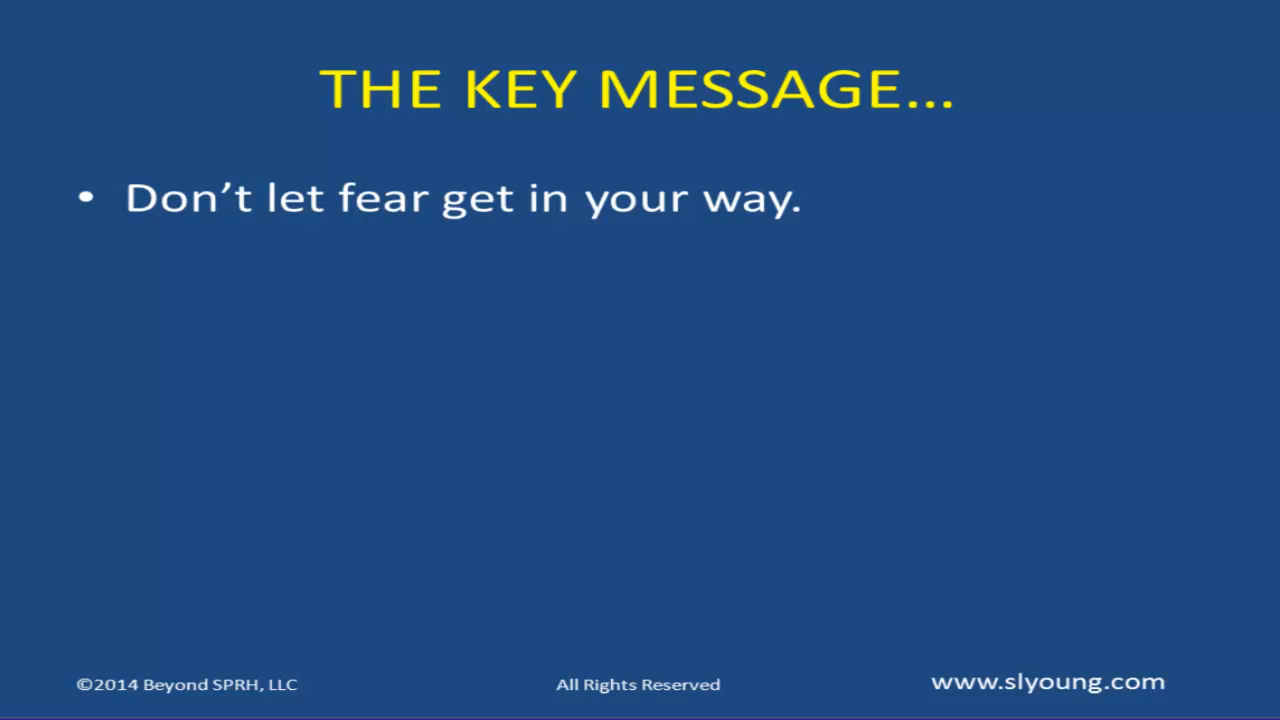 THE KEY MESSAGE...
• Don’t let fear get in your way.
©2014 Beyond SPRH, LLC
All Rights Reserved
www.slyoung.com